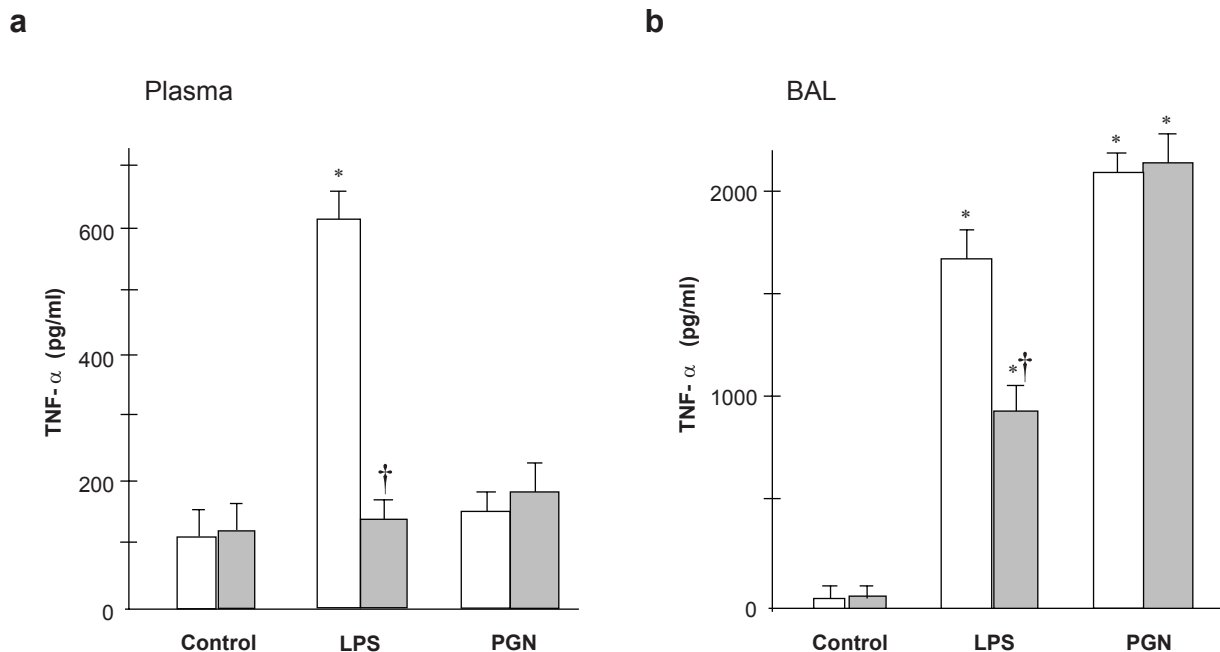 a
Plasma
TNF- α (pg/ml)
600
400
200
0
*
†
Control
LPS
PGN
b
BAL
TNF- α (pg/ml)
2000
1000
0
*
*†
*
*
Control
LPS
PGN